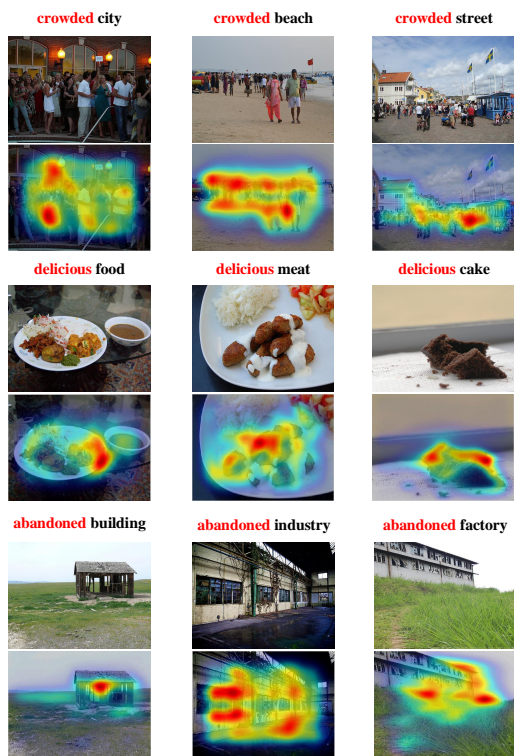 crowded city
crowded beach
crowded street
delicious food
delicious meat
delicious cake
abandoned building
abandoned industry
abandoned factory